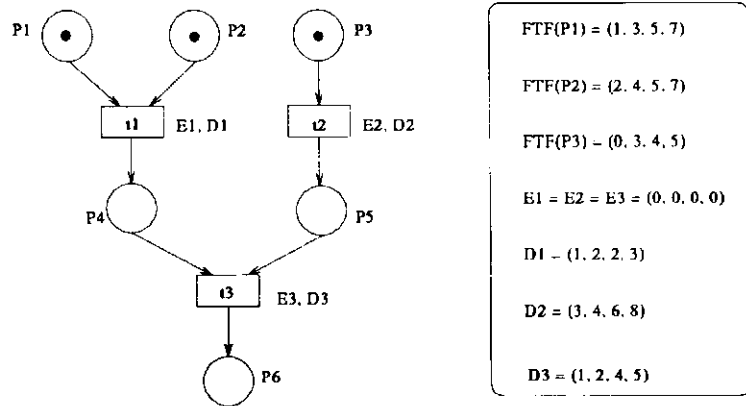 P1
P2
P3
t1
E1, D1
t2
E2, D2
P4
P5
t3
E3, D3
P6
FTF(P1) = (1, 3, 5, 7)
FTF(P2) = (2, 4, 5, 7)
FTF(P3) = (0, 3, 4, 5)
E1 = E2 = E3 = (0, 0, 0, 0)
D1 = (1, 2, 2, 3)
D2 = (3, 4, 6, 8)
D3 = (1, 2, 4, 5)